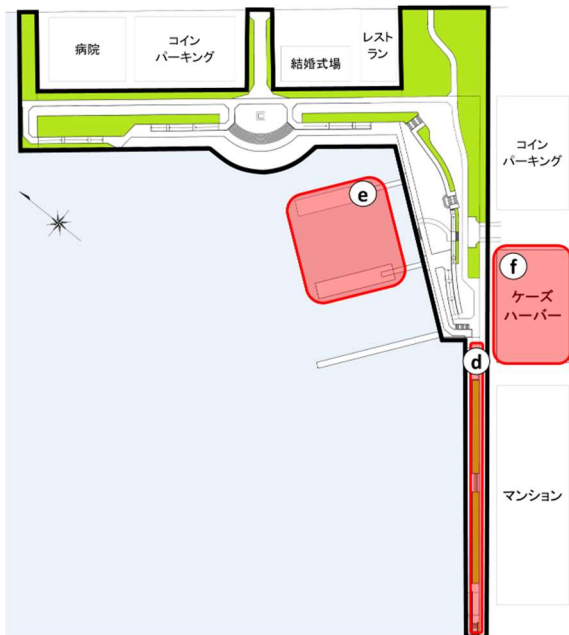 病院
コイン
パーキング
結婚式場
レスト
ラン
コイン
パーキング
e
f
ケーズ
ハーバー
d
マンション